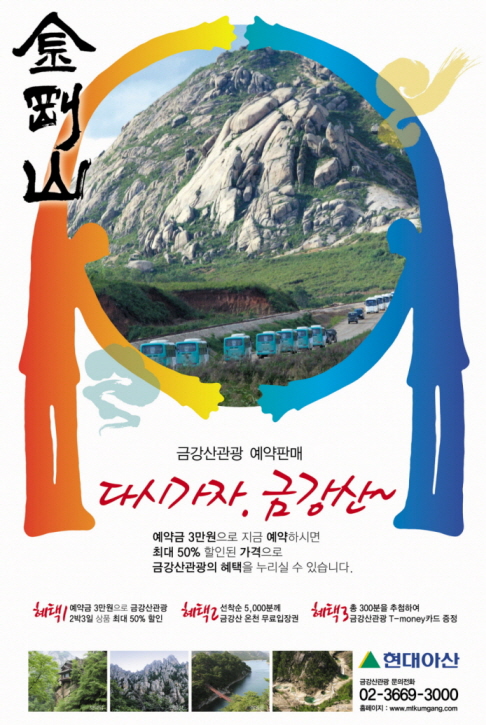 金剛山
금강산관광 예약판매
다시가자, 금강산~
예약금 3만원으로 지금 예약하시면
최대 50% 할인된 가격으로
금강산관광의 혜택을 누리실 수 있습니다.
혜택1 예약금 3만원으로 금강산관광
2박3일 상품 최대 50% 할인
혜택2 선착순 5,000분께
금강산 온천 무료입장권
혜택3 총 300분을 추첨하여
금강산관광 T-money카드 증정
현대아산
금강산관광 문의전화
02-3669-3000
홈페이지 : www.mtkumgang.com